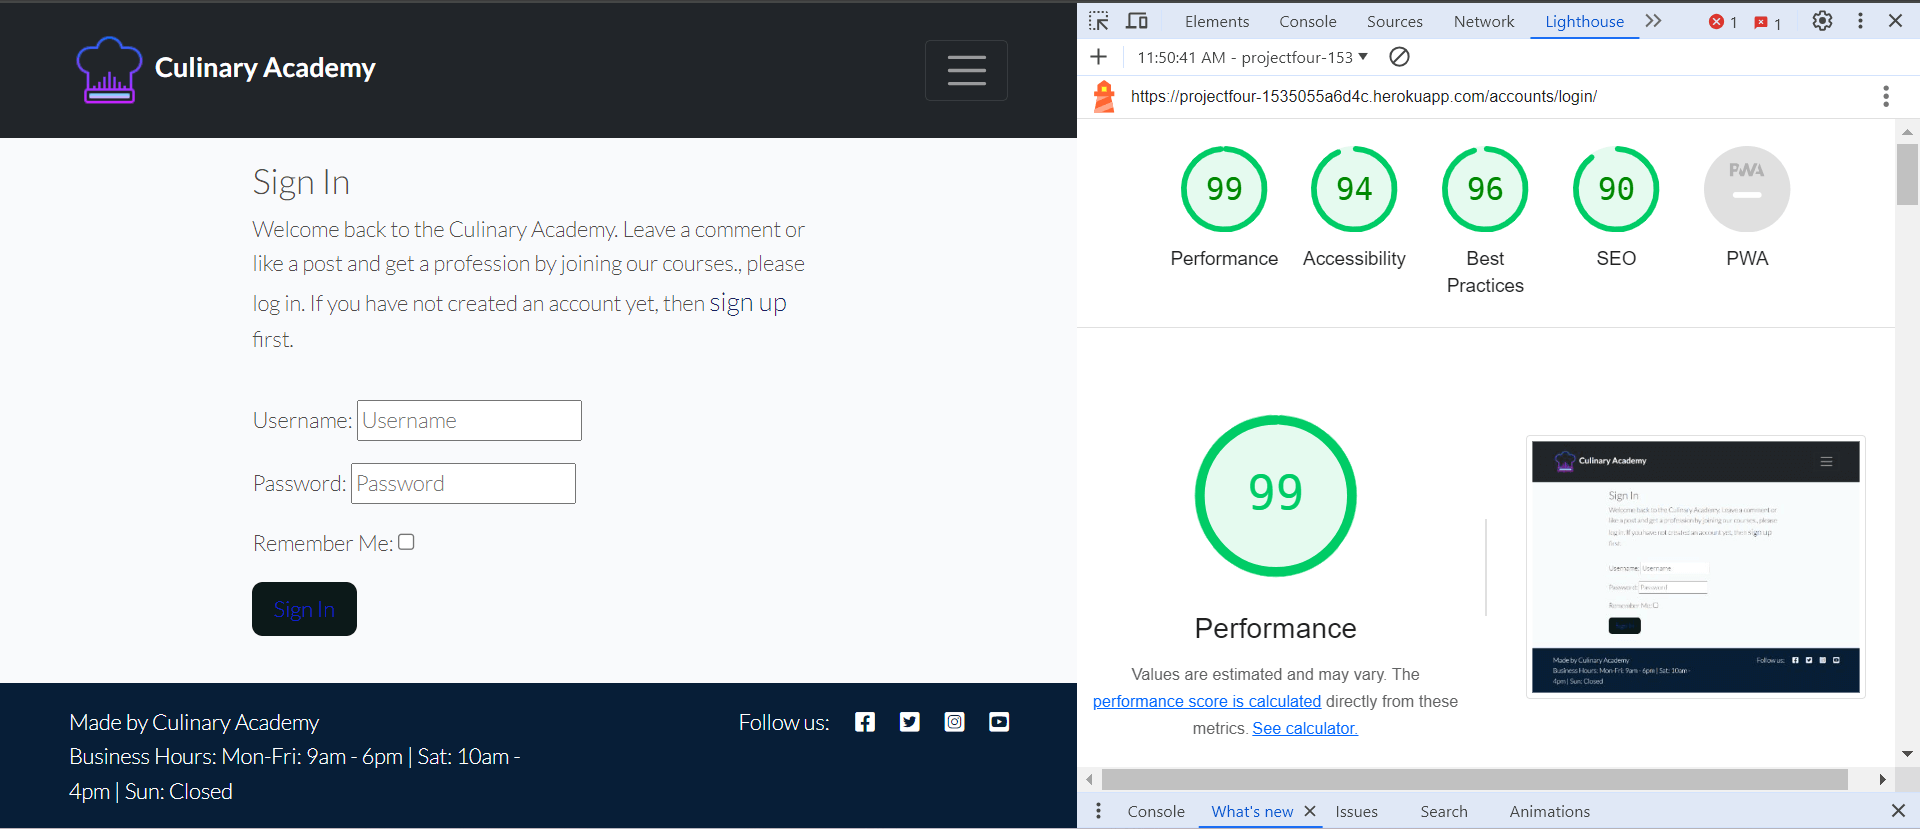 Culinary Academy
Sign In
Welcome back to the Culinary Academy. Leave a comment or
like a post and get a profession by joining our courses., please
log in. If you have not created an account yet, then sign up
first.
Username: Username
Password: Password
Remember Me:
Sign In
Made by Culinary Academy
Business Hours: Mon-Fri: 9am - 6pm | Sat: 10am -
4pm | Sun: Closed
Follow us:
Elements Console Sources Network Lighthouse 1 1
11:50:41 AM - projectfour-153
https://projectfour-1535055a6d4c.herokuapp.com/accounts/login/
99 94 96 90 PWA
Performance Accessibility Best Practices SEO PWA
99
Performance
Values are estimated and may vary. The
performance score is calculated directly from these
metrics. See calculator.
Culinary Academy
Sign In
Welcome back to the Culinary Academy. Leave a comment or
like a post and get a profession by joining our courses., please
log in. If you have not created an account yet, then sign up
first.
Username: Username
Password: Password
Remember Me:
Made by Culinary Academy
Business Hours: Mon-Fri: 9am - 6pm | Sat: 10am -
4pm | Sun: Closed
Follow us:
Console What's new Issues Search Animations